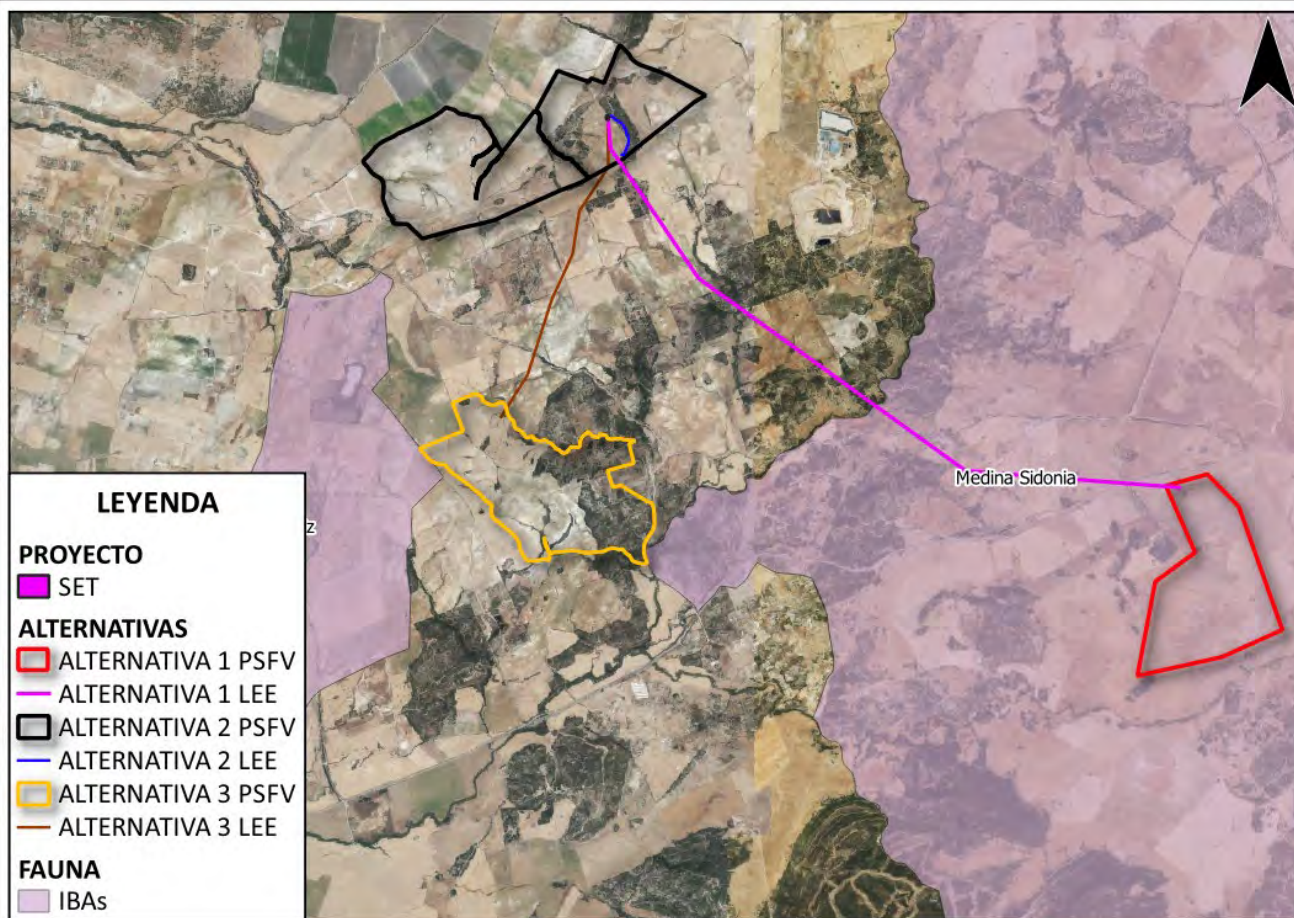 Medina Sidonia
z
LEYENDA
PROYECTO
SET
ALTERNATIVAS
ALTERNATIVA 1 PSFV
ALTERNATIVA 1 LEE
ALTERNATIVA 2 PSFV
ALTERNATIVA 2 LEE
ALTERNATIVA 3 PSFV
ALTERNATIVA 3 LEE
FAUNA
IBAs